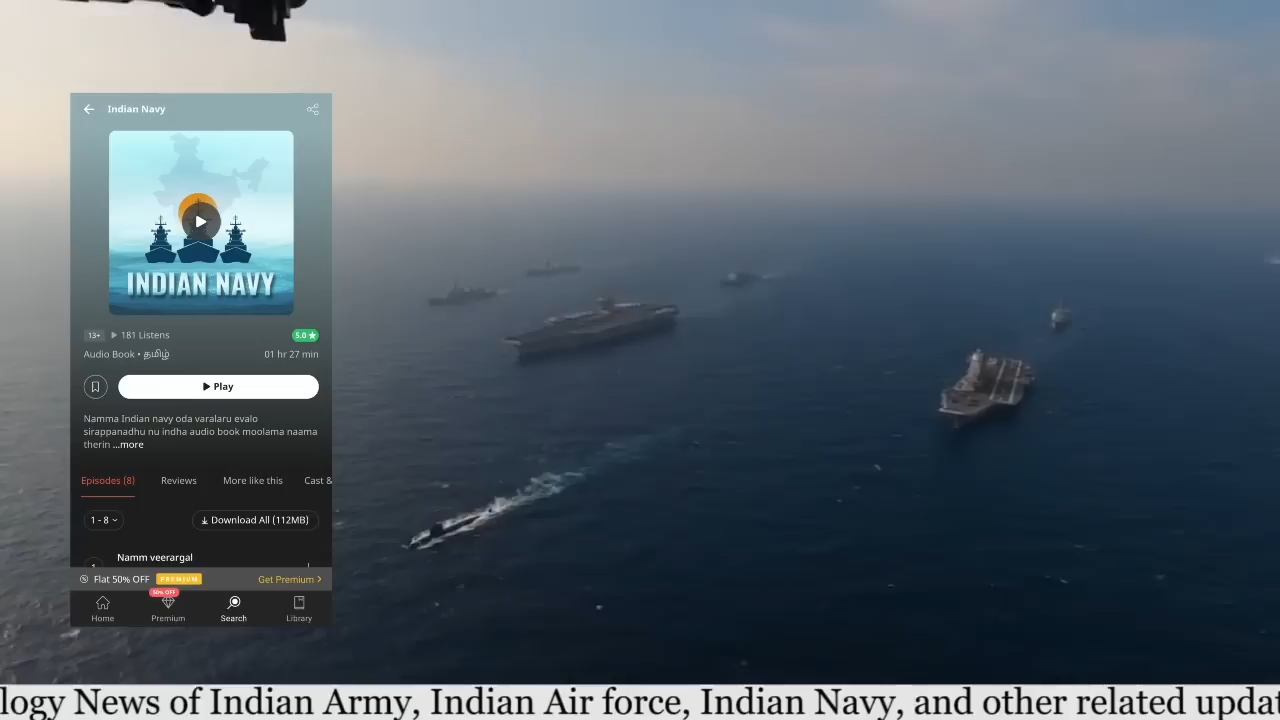 Indian Navy
INDIAN NAVY
13+ 181 Listens 5.0
Audio Book • தமிழ் 01 hr 27 min
Play
Namma Indian navy oda varalaru evalo
sirappanadhu nu indha audio book moolama naama
therin ...more
Episodes (8) Reviews More like this Cast &
1 - 8 Download All (112MB)
Namm veerargal
Flat 50% OFF PREMIUM Get Premium
50% OFF
Home Premium Search Library
logy News of Indian Army, Indian Air force, Indian Navy, and other related updat